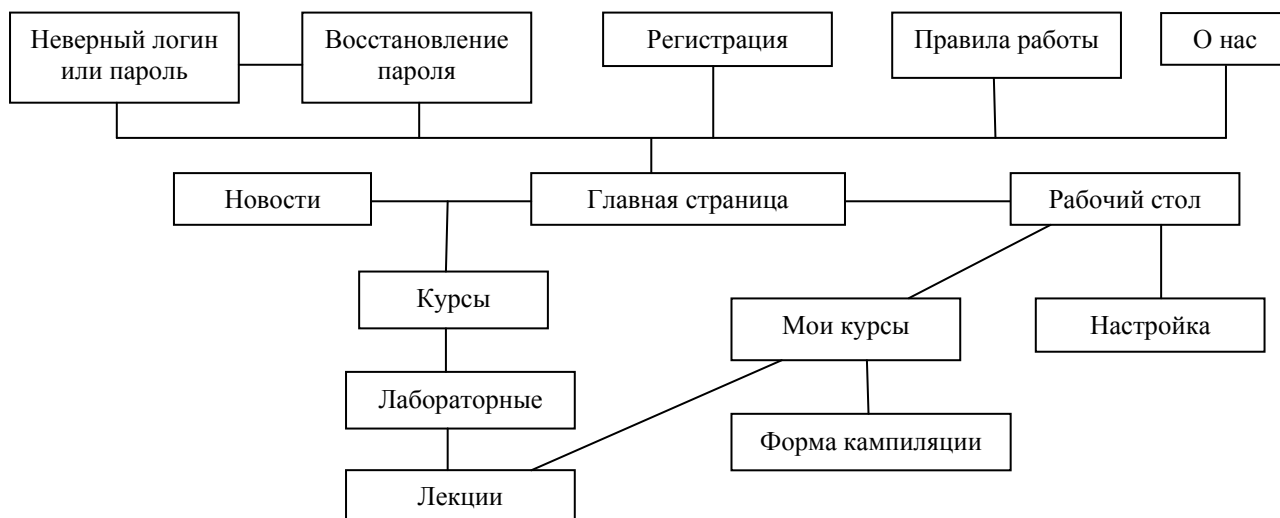 Неверный логин
или пароль
Восстановление
пароля
Регистрация
Правила работы
О нас
Новости
Главная страница
Рабочий стол
Курсы
Мои курсы
Настройка
Лабораторные
Форма кампиляции
Лекции